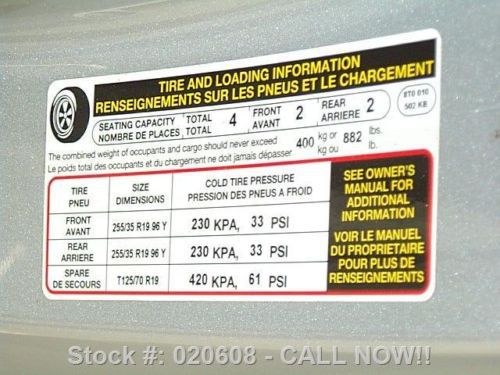 TIRE AND LOADING INFORMATION
RENSEIGNEMENTS SUR LES PNEUS ET LE CHARGEMENT
SEATING CAPACITY TOTAL 4 FRONT 2 REAR 2
NOMBRE DE PLACES TOTAL AVANT ARRIERE
8T0 010
502 KB
The combined weight of occupants and cargo should never exceed 400 kg or 882 lbs.
Le poids total des occupants et du chargement ne doit jamais dépasser kg ou lb.
TIRE SIZE COLD TIRE PRESSURE
PNEU DIMENSIONS PRESSION DES PNEUS A FROID
FRONT
AVANT 255/35 R19 96 Y 230 KPA, 33 PSI
REAR
ARRIERE 255/35 R19 96 Y 230 KPA, 33 PSI
SPARE
DE SECOURS T125/70 R19 420 KPA, 61 PSI
SEE OWNER'S
MANUAL FOR
ADDITIONAL
INFORMATION
VOIR LE MANUEL
DU PROPRIETAIRE
POUR PLUS DE
RENSEIGNEMENTS
Stock #: 020608 - CALL NOW!!